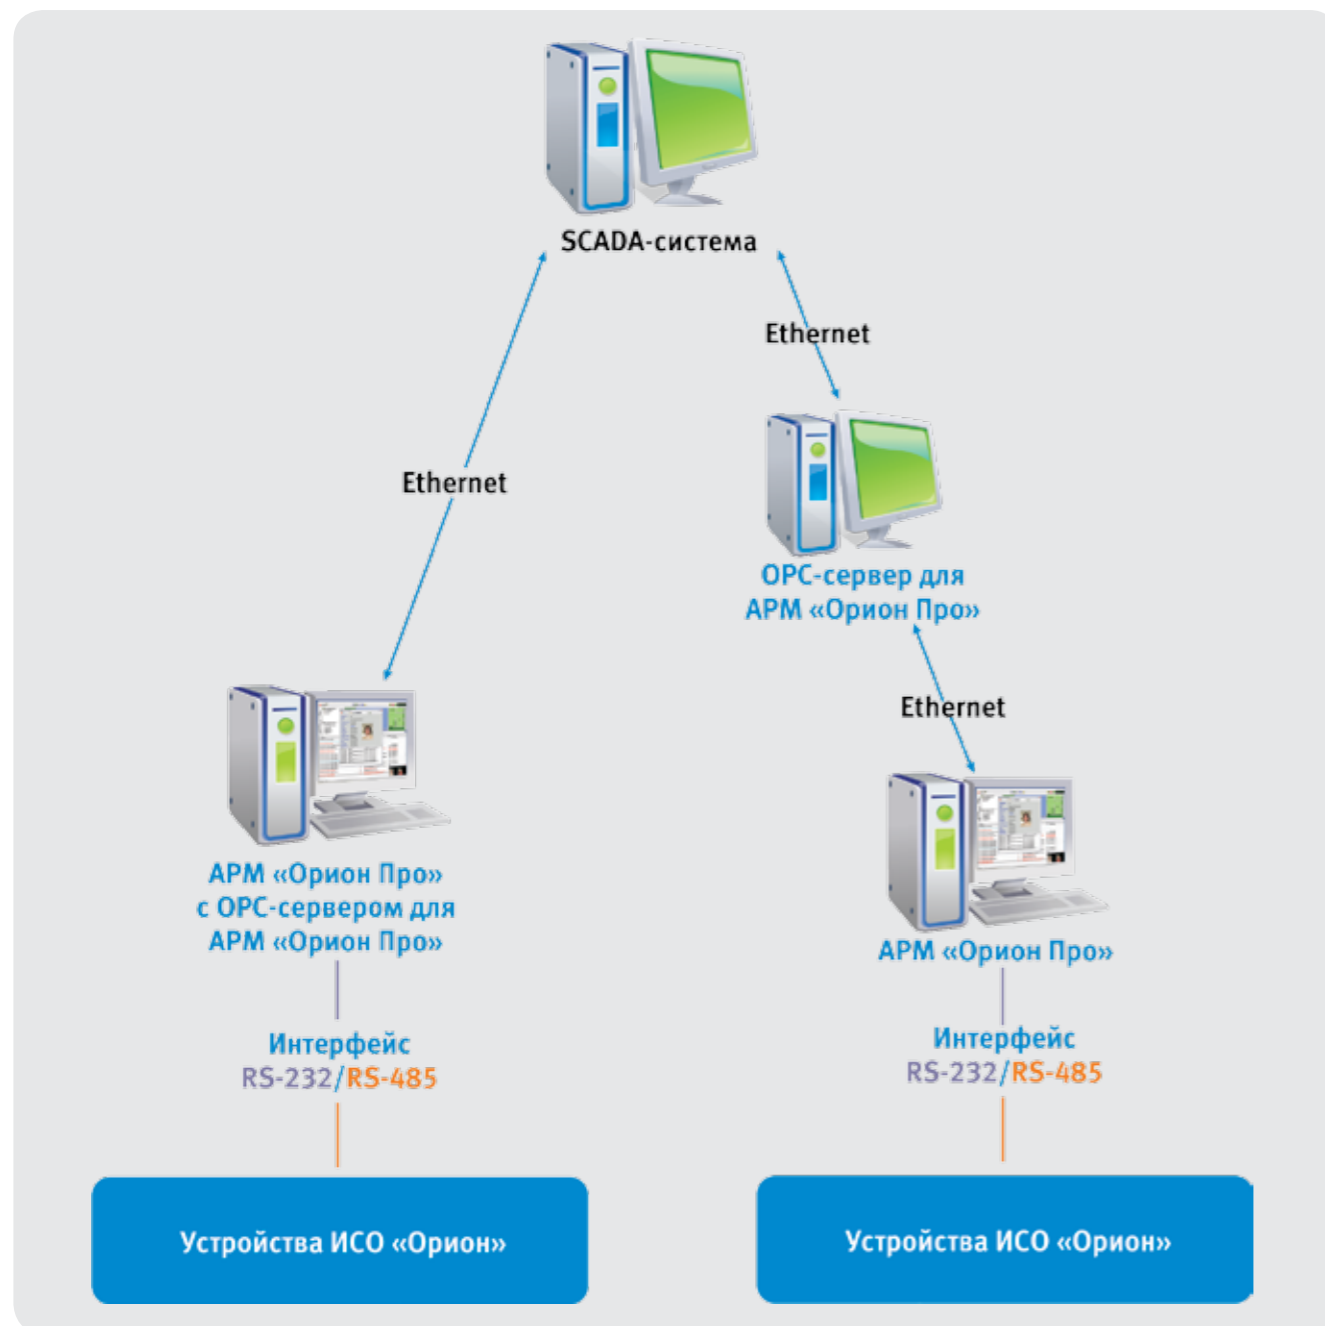 SCADA-система
Ethernet
Ethernet
OPC-сервер для
АРМ «Орион Про»
Ethernet
АРМ «Орион Про»
с OPC-сервером для
АРМ «Орион Про»
АРМ «Орион Про»
Интерфейс
RS-232/RS-485
Интерфейс
RS-232/RS-485
Устройства ИСО «Орион»
Устройства ИСО «Орион»